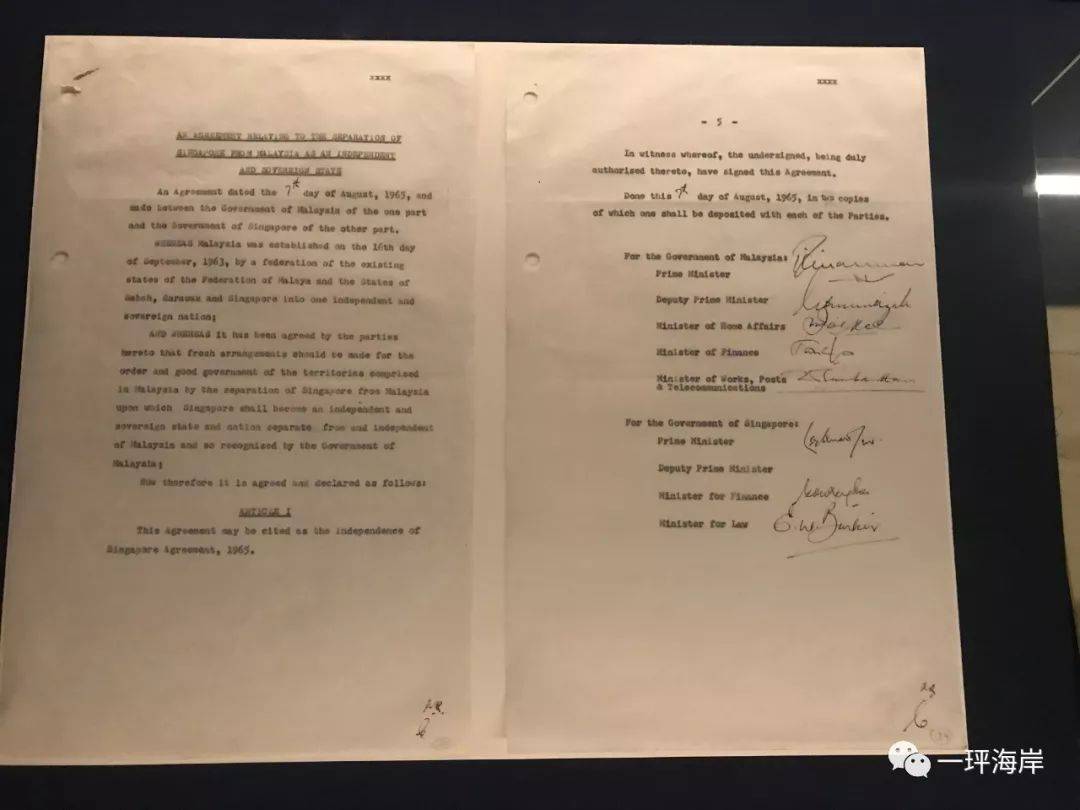 xxxx
AN AGREEMENT RELATING TO THE SEPARATION OF
SINGAPORE FROM MALAYSIA AS AN INDEPENDENT
AND SOVEREIGN STATE
An Agreement dated the 7th day of August, 1965, and
made between the Government of Malaysia of the one part
and the Government of Singapore of the other part.
WHEREAS Malaysia was established on the 16th day
of September, 1963, by a federation of the existing
states of the Federation of Malaya and the States of
Sabah, Sarawak and Singapore into one independent and
sovereign nation;
AND WHEREAS it has been agreed by the parties
hereto that fresh arrangements should be made for the
order and good government of the territories comprised
in Malaysia by the separation of Singapore from Malaysia
upon which Singapore shall become an independent and
sovereign state and nation separate from and independent
of Malaysia and so recognised by the Government of
Malaysia;
Now therefore it is agreed and declared as follows:
ARTICLE I
This Agreement may be cited as the Independence of
Singapore Agreement, 1965.
xxxx
- 5 -
In witness whereof, the undersigned, being duly
authorised thereto, have signed this Agreement.
Done this 7th day of August, 1965, in two copies
of which one shall be deposited with each of the Parties.
For the Government of Malaysia:
Prime Minister
Deputy Prime Minister
Minister of Home Affairs
Minister of Finance
Minister of Works, Posts
& Telecommunications
For the Government of Singapore:
Prime Minister
Deputy Prime Minister
Minister for Finance
Minister for Law E. W. Barker
一玶海岸